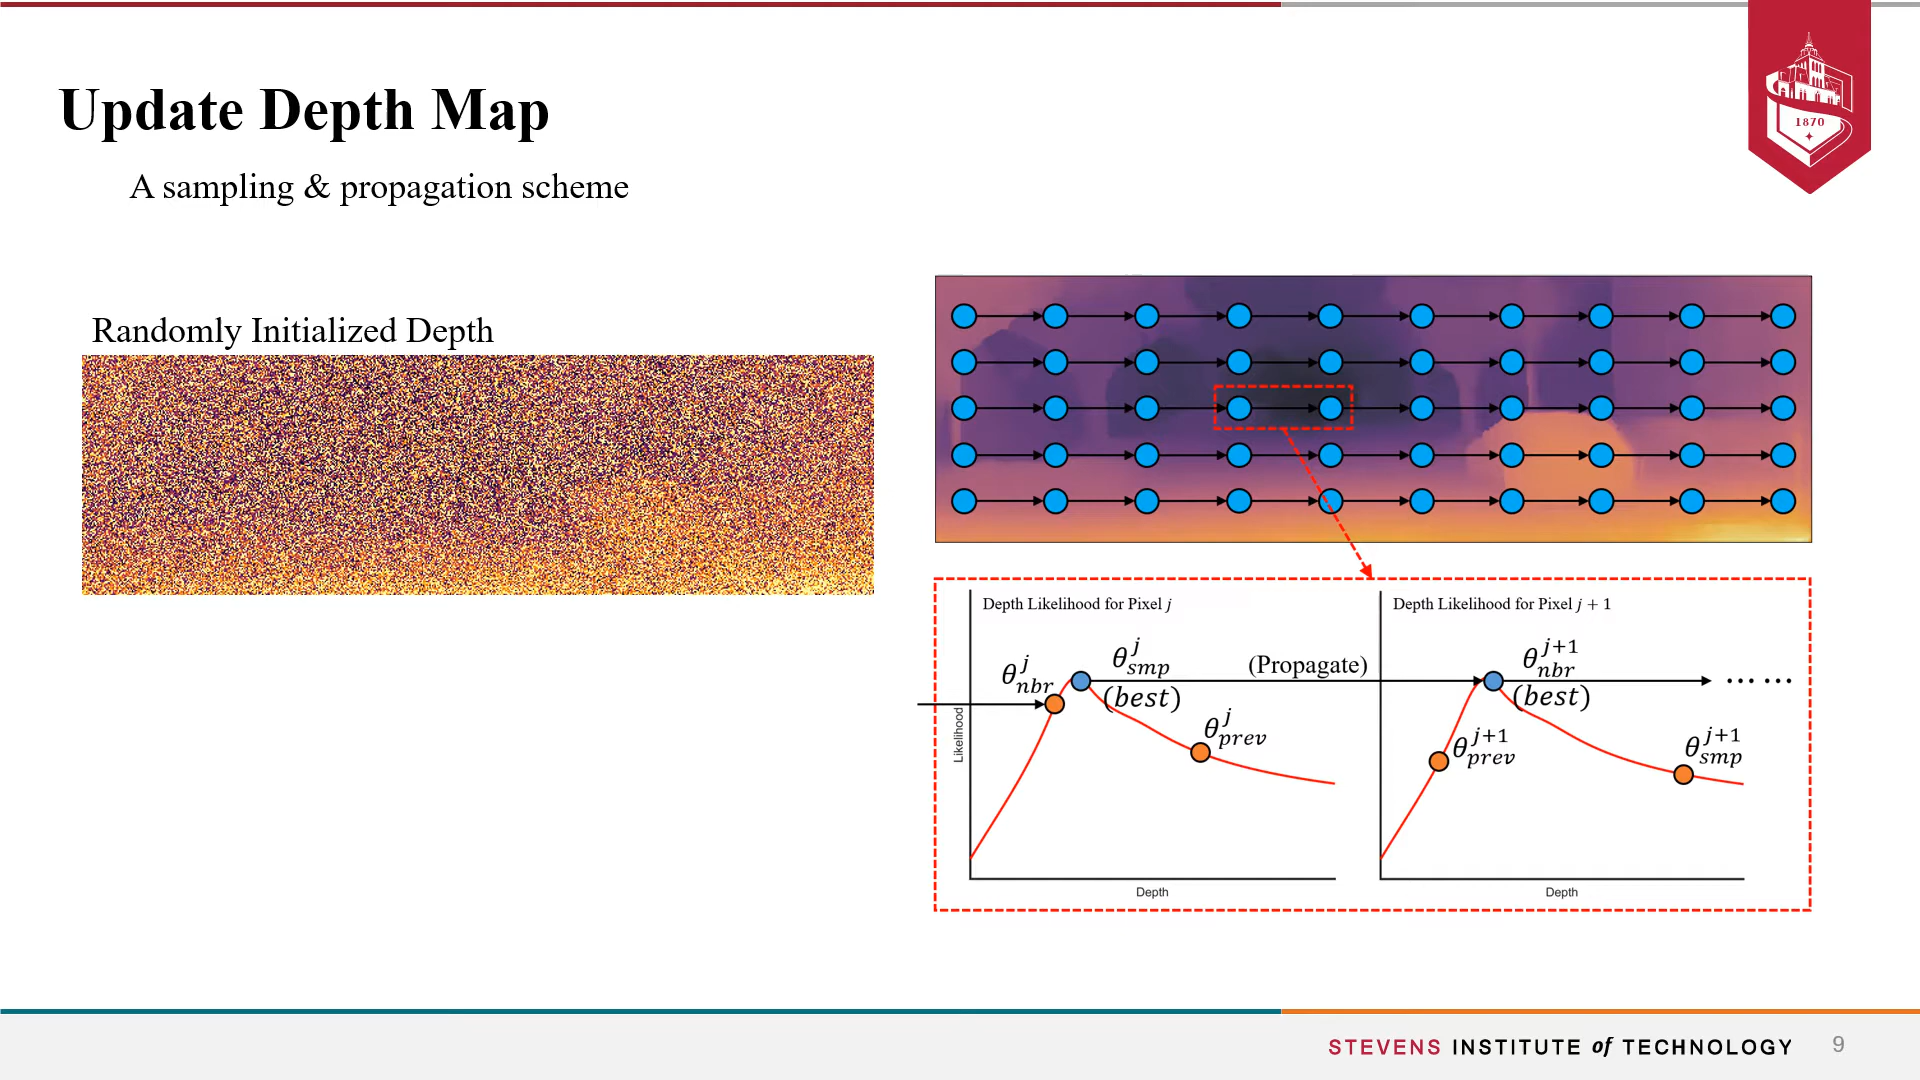 Update Depth Map
A sampling & propagation scheme
1870
Randomly Initialized Depth
Depth Likelihood for Pixel j
Depth Likelihood for Pixel j + 1
θ^j_nbr
θ^j_smp
(best)
θ^j_prev
(Propagate)
θ^{j+1}_nbr
(best)
θ^{j+1}_prev
θ^{j+1}_smp
······
Likelihood
Depth
Depth
STEVENS INSTITUTE of TECHNOLOGY
9